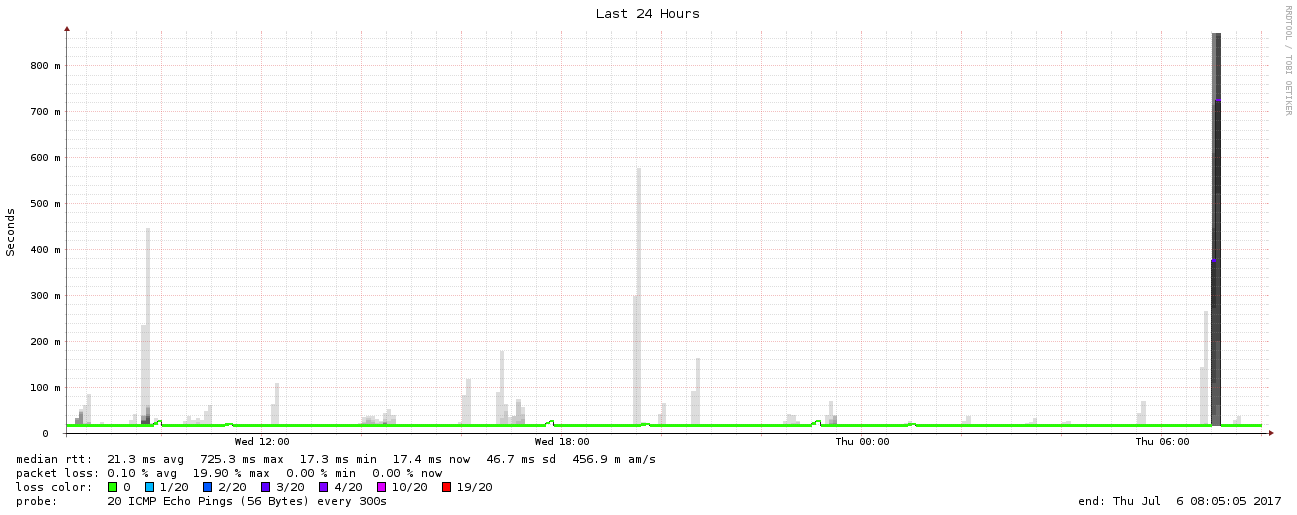 Last 24 Hours
RRDTOOL / TOBI OETIKER
Seconds
800 m
700 m
600 m
500 m
400 m
300 m
200 m
100 m
0
Wed 12:00 Wed 18:00 Thu 00:00 Thu 06:00
median rtt: 21.3 ms avg 725.3 ms max 17.3 ms min 17.4 ms now 46.7 ms sd 456.9 m am/s
packet loss: 0.10 % avg 19.90 % max 0.00 % min 0.00 % now
loss color: 0 1/20 2/20 3/20 4/20 10/20 19/20
probe: 20 ICMP Echo Pings (56 Bytes) every 300s end: Thu Jul 6 08:05:05 2017